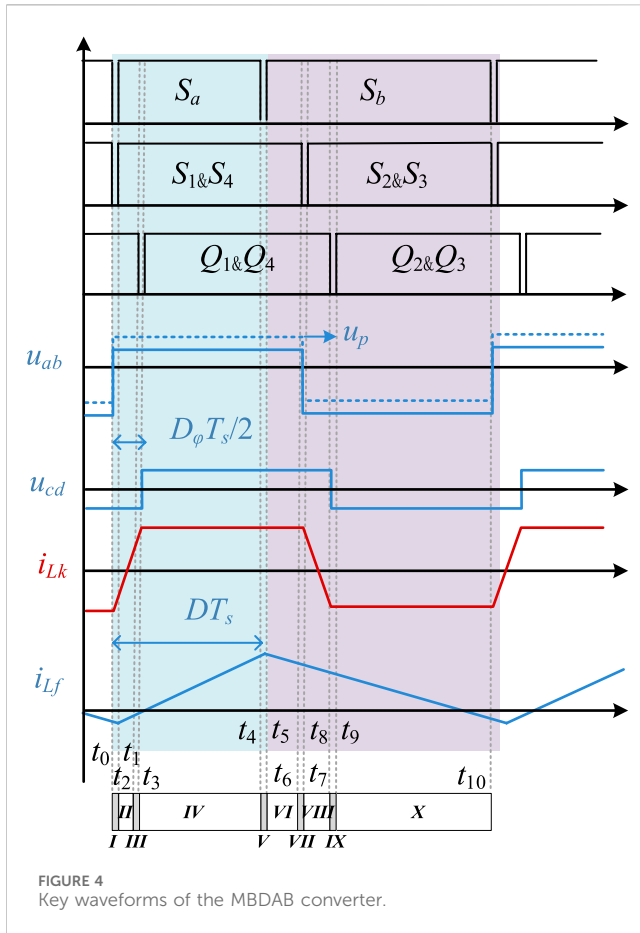 Sa Sb
S1&S4 S2&S3
Q1&Q4 Q2&Q3
up
uab
DφTs/2
ucd
iLk
DTs
iLf
t0 t1 t4 t5 t8 t9
t2 t3 t6 t7 t10
II IV VI VIII X
I III V VII IX
FIGURE 4
Key waveforms of the MBDAB converter.